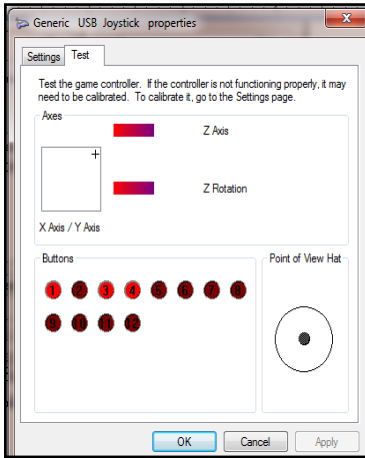 Generic USB Joystick properties
Settings Test
Test the game controller. If the controller is not functioning properly, it may
need to be calibrated. To calibrate it, go to the Settings page.
Axes
Z Axis
Z Rotation
X Axis / Y Axis
Buttons
1 2 3 4 5 6 7 8
9 10 11 12
Point of View Hat
OK Cancel Apply